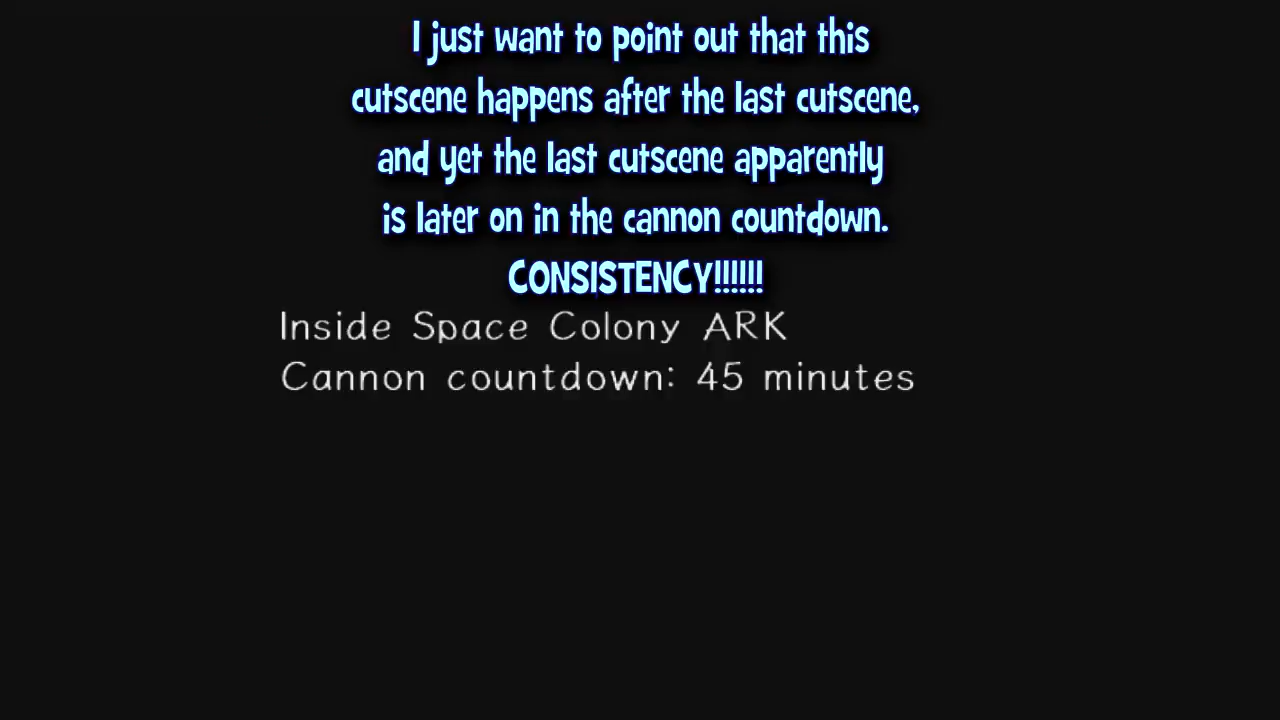 I just want to point out that this
cutscene happens after the last cutscene,
and yet the last cutscene apparently
is later on in the cannon countdown.
CONSISTENCY!!!!!!
Inside Space Colony ARK
Cannon countdown: 45 minutes